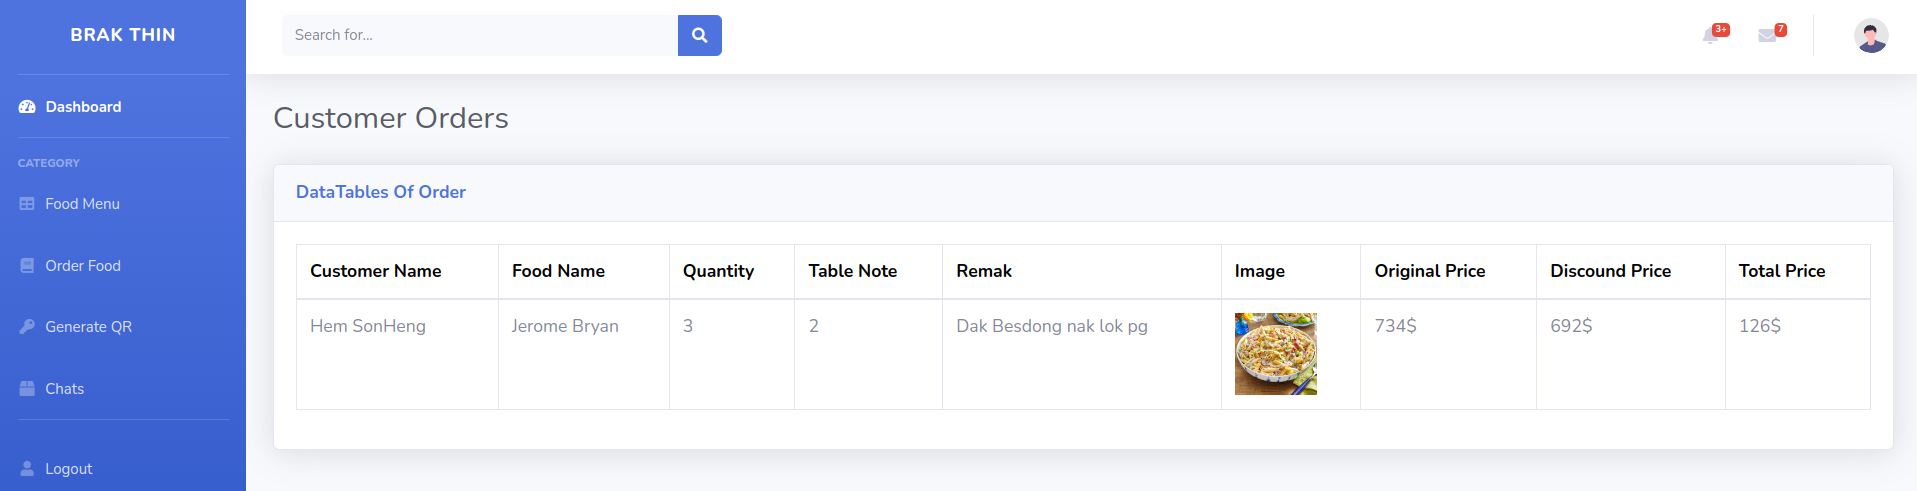 BRAK THIN
Search for...
3+
7
Dashboard
CATEGORY
Food Menu
Order Food
Generate QR
Chats
Logout
Customer Orders
DataTables Of Order
Customer Name Food Name Quantity Table Note Remak Image Original Price Discound Price Total Price
Hem SonHeng Jerome Bryan 3 2 Dak Besdong nak lok pg 734$ 692$ 126$